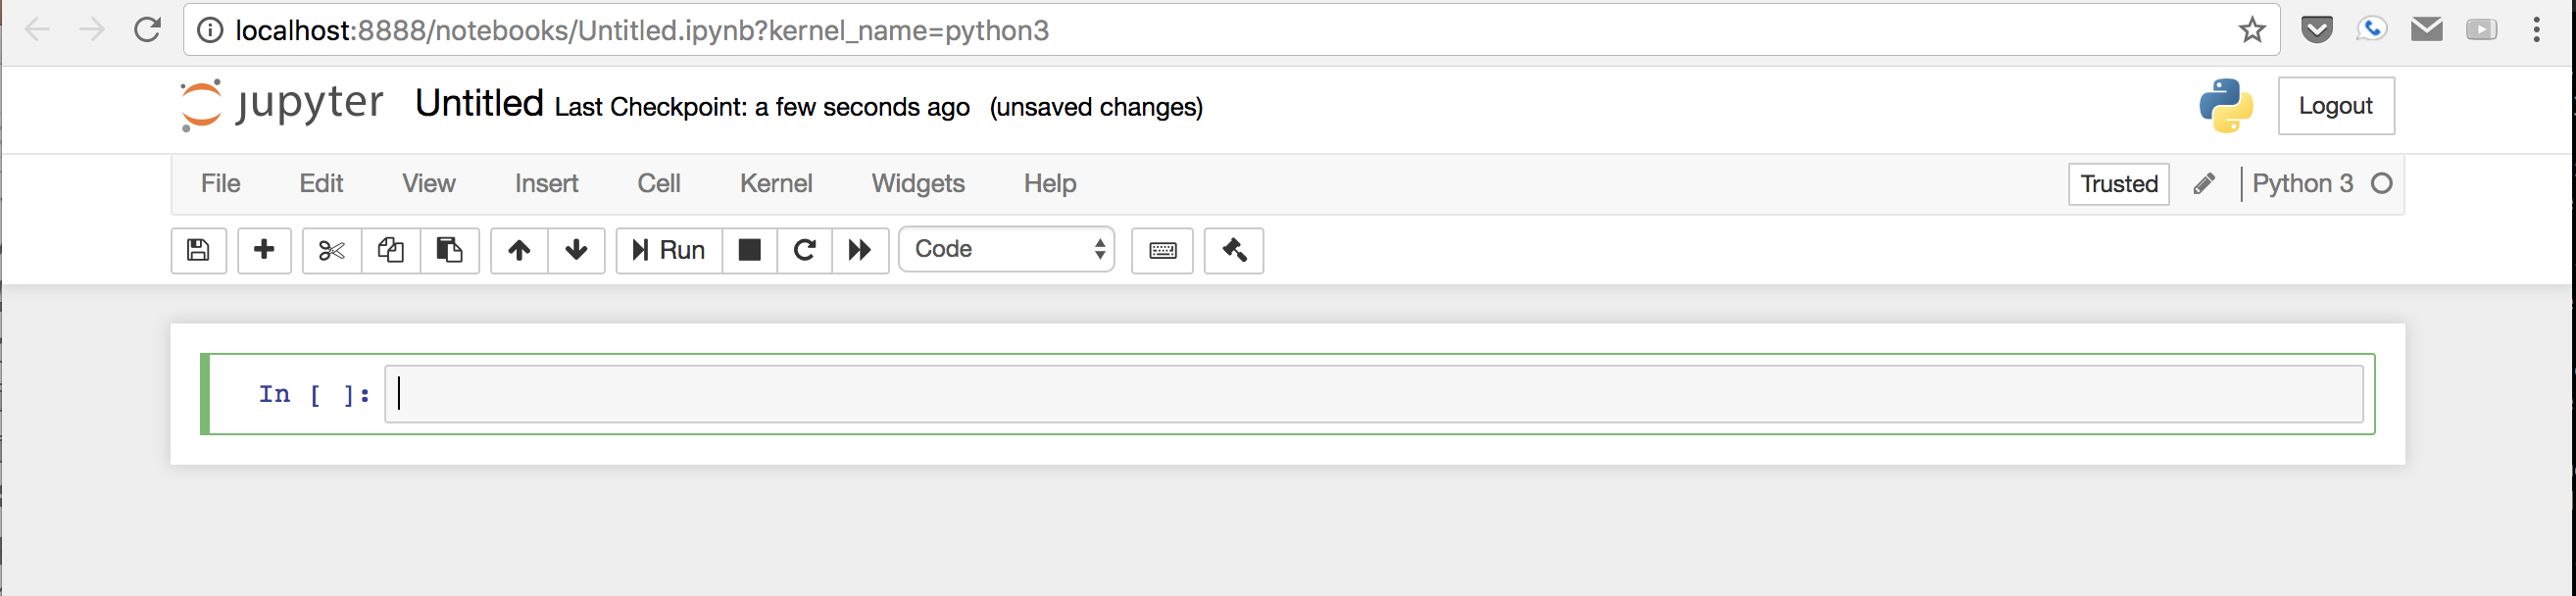 localhost:8888/notebooks/Untitled.ipynb?kernel_name=python3
jupyter Untitled Last Checkpoint: a few seconds ago (unsaved changes) Logout
File Edit View Insert Cell Kernel Widgets Help Trusted Python 3
Run Code
In [ ]: